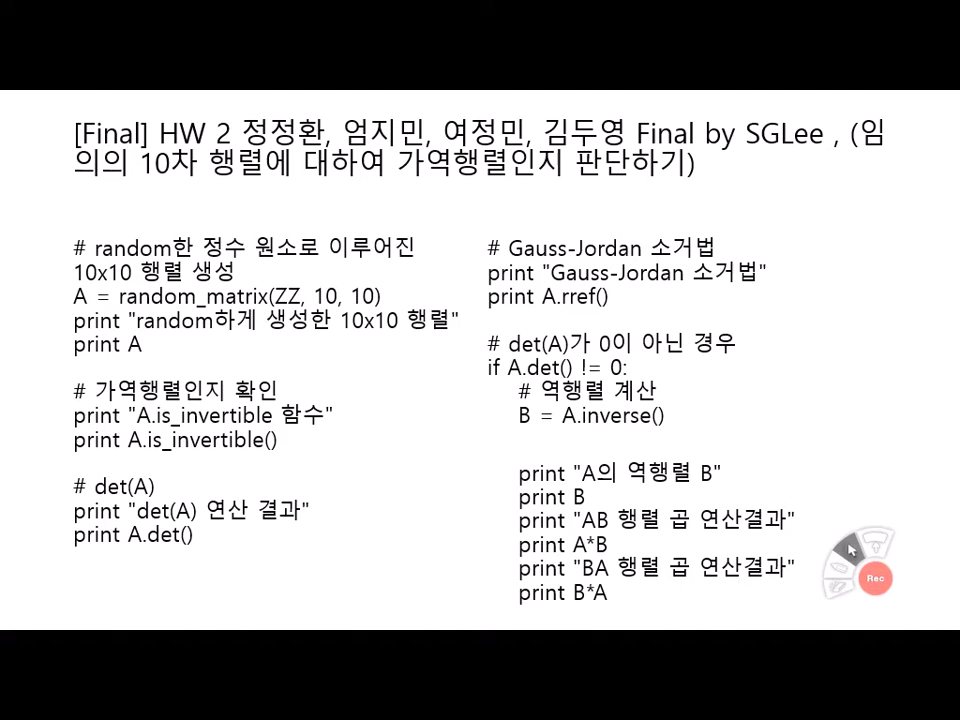 [Final] HW 2 정정환, 엄지민, 여정민, 김두영 Final by SGLee , (임
의의 10차 행렬에 대하여 가역행렬인지 판단하기)
# random한 정수 원소로 이루어진
10x10 행렬 생성
A = random_matrix(ZZ, 10, 10)
print "random하게 생성한 10x10 행렬"
print A
# 가역행렬인지 확인
print "A.is_invertible 함수"
print A.is_invertible()
# det(A)
print "det(A) 연산 결과"
print A.det()
# Gauss-Jordan 소거법
print "Gauss-Jordan 소거법"
print A.rref()
# det(A)가 0이 아닌 경우
if A.det() != 0:
# 역행렬 계산
B = A.inverse()
print "A의 역행렬 B"
print B
print "AB 행렬 곱 연산결과"
print A*B
print "BA 행렬 곱 연산결과"
print B*A
Rec